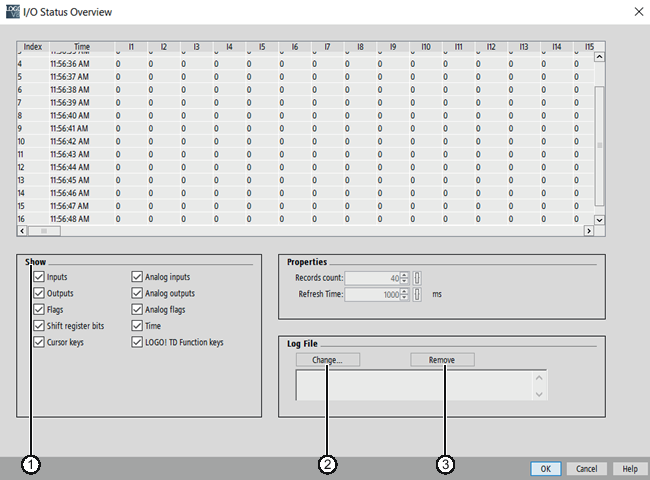 LOGO! V8 I/O Status Overview
Index Time I1 I2 I3 I4 I5 I6 I7 I8 I9 I10 I11 I12 I13 I14 I15
4 11:56:36 AM 0 0 0 0 0 0 0 0 0 0 0 0 0 0 0
5 11:56:37 AM 0 0 0 0 0 0 0 0 0 0 0 0 0 0 0
6 11:56:38 AM 0 0 0 0 0 0 0 0 0 0 0 0 0 0 0
7 11:56:39 AM 0 0 0 0 0 0 0 0 0 0 0 0 0 0 0
8 11:56:40 AM 0 0 0 0 0 0 0 0 0 0 0 0 0 0 0
9 11:56:41 AM 0 0 0 0 0 0 0 0 0 0 0 0 0 0 0
10 11:56:42 AM 0 0 0 0 0 0 0 0 0 0 0 0 0 0 0
11 11:56:43 AM 0 0 0 0 0 0 0 0 0 0 0 0 0 0 0
12 11:56:44 AM 0 0 0 0 0 0 0 0 0 0 0 0 0 0 0
13 11:56:45 AM 0 0 0 0 0 0 0 0 0 0 0 0 0 0 0
14 11:56:46 AM 0 0 0 0 0 0 0 0 0 0 0 0 0 0 0
15 11:56:47 AM 0 0 0 0 0 0 0 0 0 0 0 0 0 0 0
16 11:56:48 AM 0 0 0 0 0 0 0 0 0 0 0 0 0 0 0
Show
Inputs Analog inputs
Outputs Analog outputs
Flags Analog flags
Shift register bits Time
Cursor keys LOGO! TD Function keys
Properties
Records count: 40
Refresh Time: 1000 ms
Log File
Change... Remove
1 2 3
OK Cancel Help